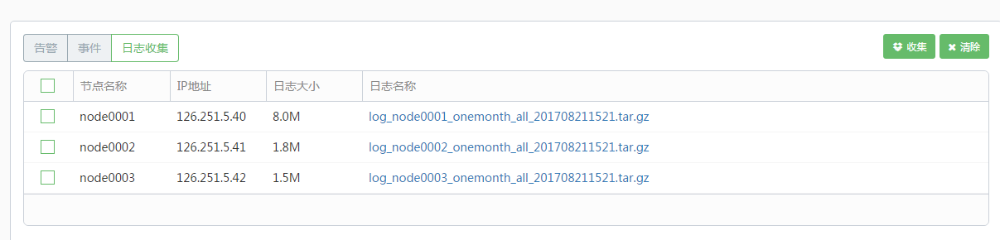 告警 事件 日志收集 收集 清除
节点名称 IP地址 日志大小 日志名称
node0001 126.251.5.40 8.0M log_node0001_onemonth_all_201708211521.tar.gz
node0002 126.251.5.41 1.8M log_node0002_onemonth_all_201708211521.tar.gz
node0003 126.251.5.42 1.5M log_node0003_onemonth_all_201708211521.tar.gz